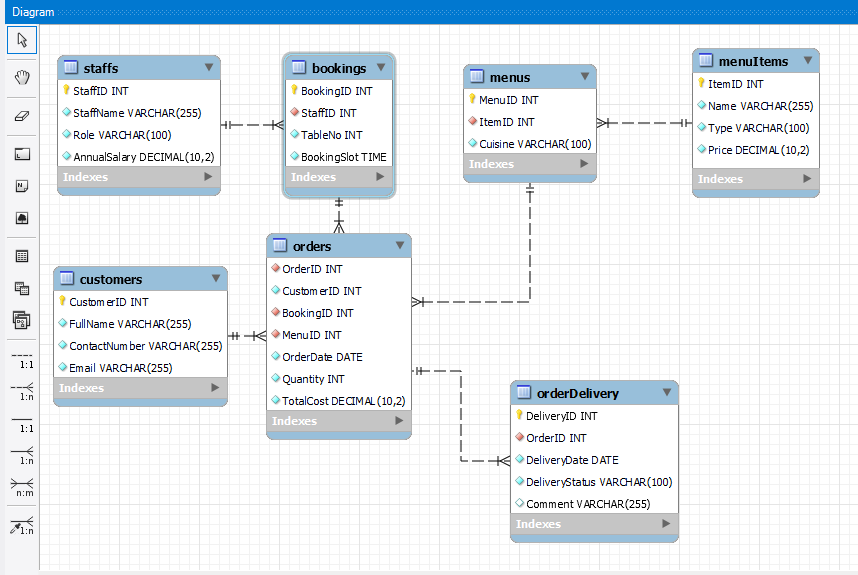 Diagram
staffs
StaffID INT
StaffName VARCHAR(255)
Role VARCHAR(100)
AnnualSalary DECIMAL(10,2)
Indexes
bookings
BookingID INT
StaffID INT
TableNo INT
BookingSlot TIME
Indexes
menus
MenuID INT
ItemID INT
Cuisine VARCHAR(100)
Indexes
menuItems
ItemID INT
Name VARCHAR(255)
Type VARCHAR(100)
Price DECIMAL(10,2)
Indexes
customers
CustomerID INT
FullName VARCHAR(255)
ContactNumber VARCHAR(255)
Email VARCHAR(255)
Indexes
orders
OrderID INT
CustomerID INT
BookingID INT
MenuID INT
OrderDate DATE
Quantity INT
TotalCost DECIMAL(10,2)
Indexes
orderDelivery
DeliveryID INT
OrderID INT
DeliveryDate DATE
DeliveryStatus VARCHAR(100)
Comment VARCHAR(255)
Indexes
N
1:1
1:n
1:1
1:n
n:m
1:n